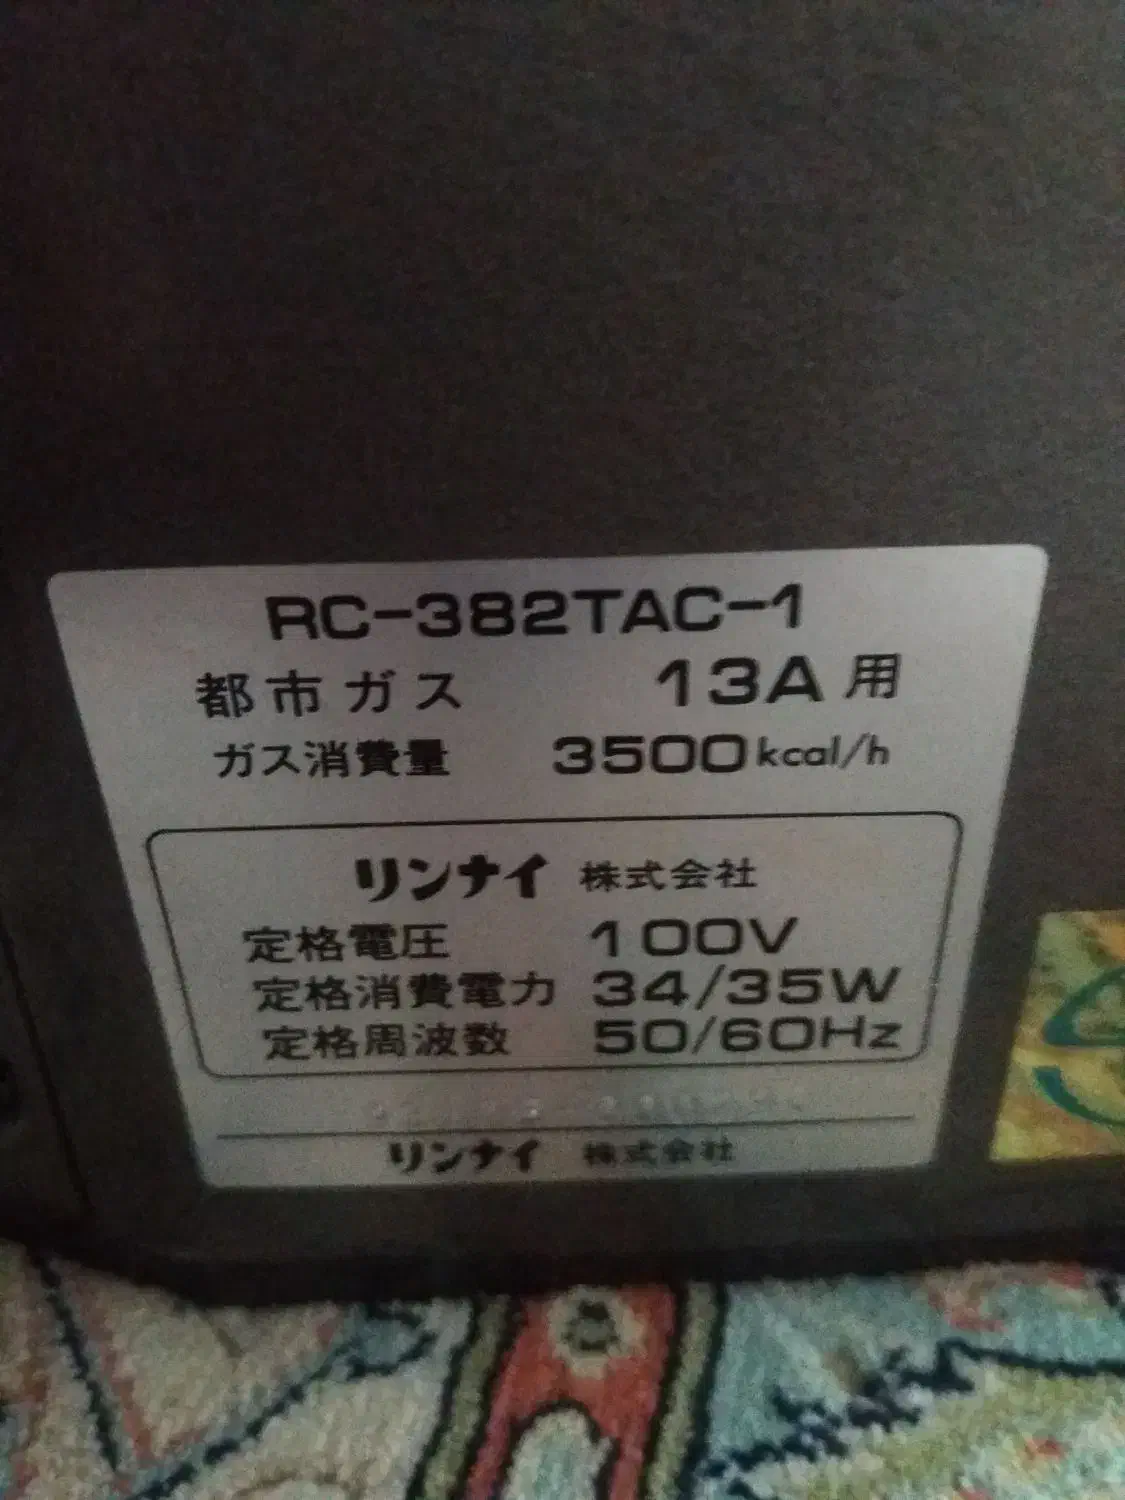 RC-382TAC-1
都市ガス 13A用
ガス消費量 3500kcal/h
リンナイ 株式会社
定格電圧 100V
定格消費電力 34/35W
定格周波数 50/60Hz
リンナイ 株式会社